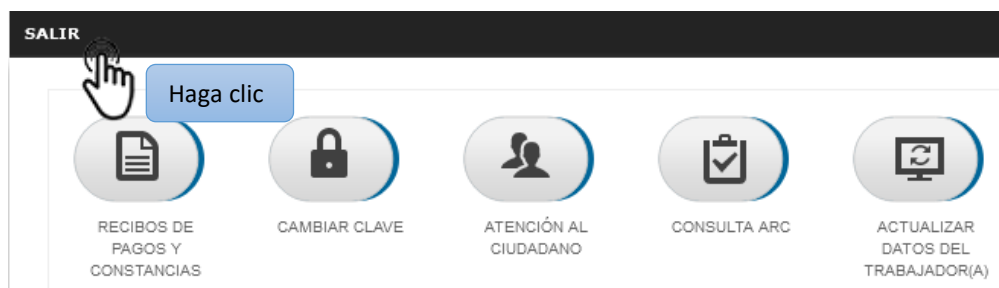 SALIR
Haga clic
RECIBOS DE
PAGOS Y
CONSTANCIAS
CAMBIAR CLAVE
ATENCIÓN AL
CIUDADANO
CONSULTA ARC
ACTUALIZAR
DATOS DEL
TRABAJADOR(A)